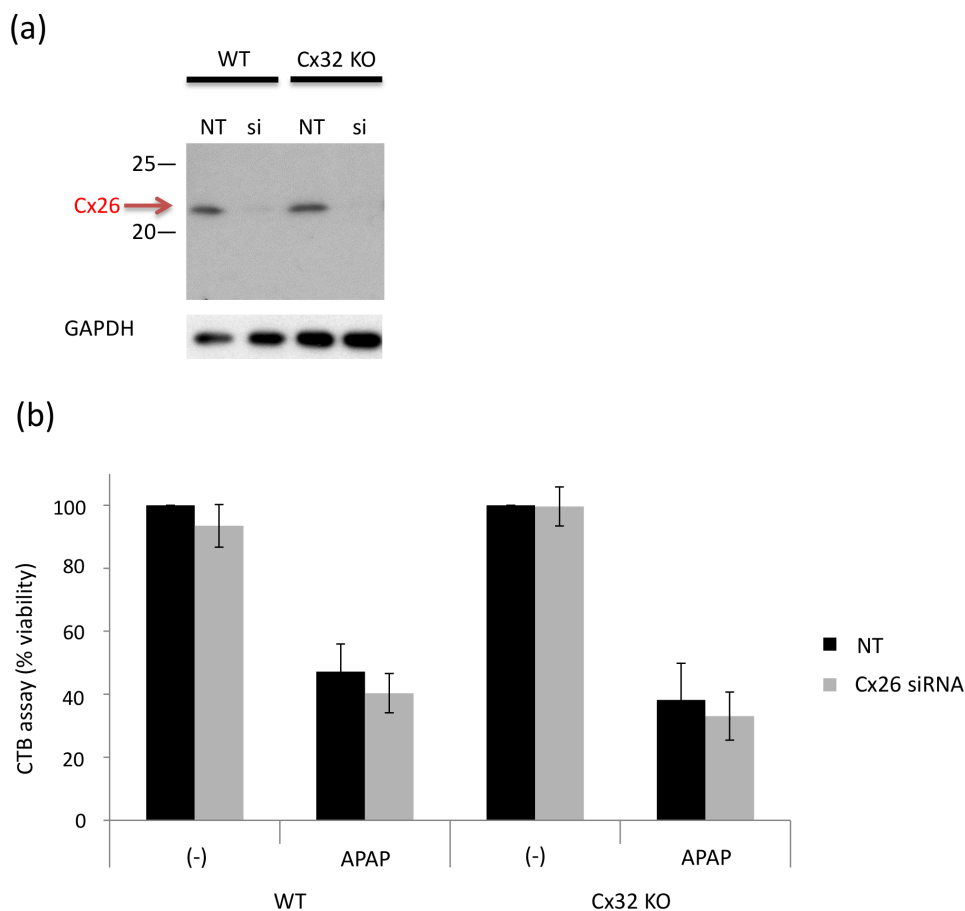 (a)
WT Cx32 KO
NT si NT si
25
Cx26
20
GAPDH
(b)
CTB assay (% viability)
100
80
60
40
20
0
NT
Cx26 siRNA
(-) APAP (-) APAP
WT Cx32 KO